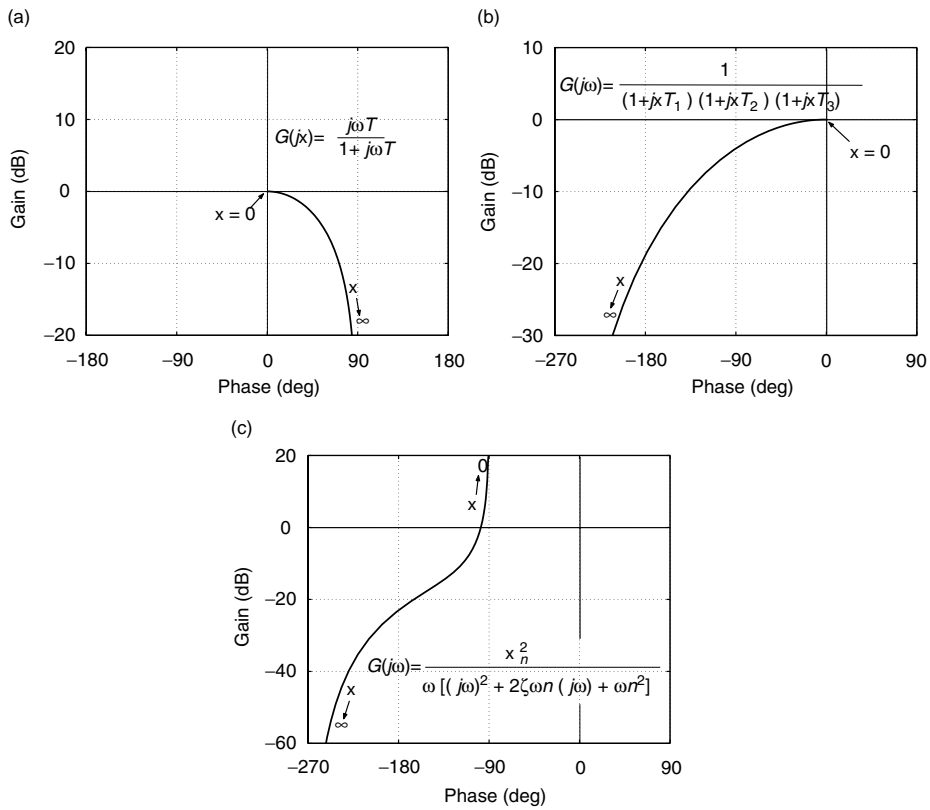 (a)
20
10
0
−10
−20
Gain (dB)
G(jx)= jωT / 1+ jωT
x = 0
x
∞
−180 −90 0 90 180
Phase (deg)
(b)
10
0
−10
−20
−30
Gain (dB)
G(jω)= 1 / (1+jxT1 ) (1+jxT2 ) (1+jxT3)
x = 0
x
∞
−270 −180 −90 0 90
Phase (deg)
(c)
20
0
−20
−40
−60
Gain (dB)
0
x
G(jω)= x n 2 / ω [( jω)2 + 2ζωn ( jω) + ωn2]
x
∞
−270 −180 −90 0 90
Phase (deg)